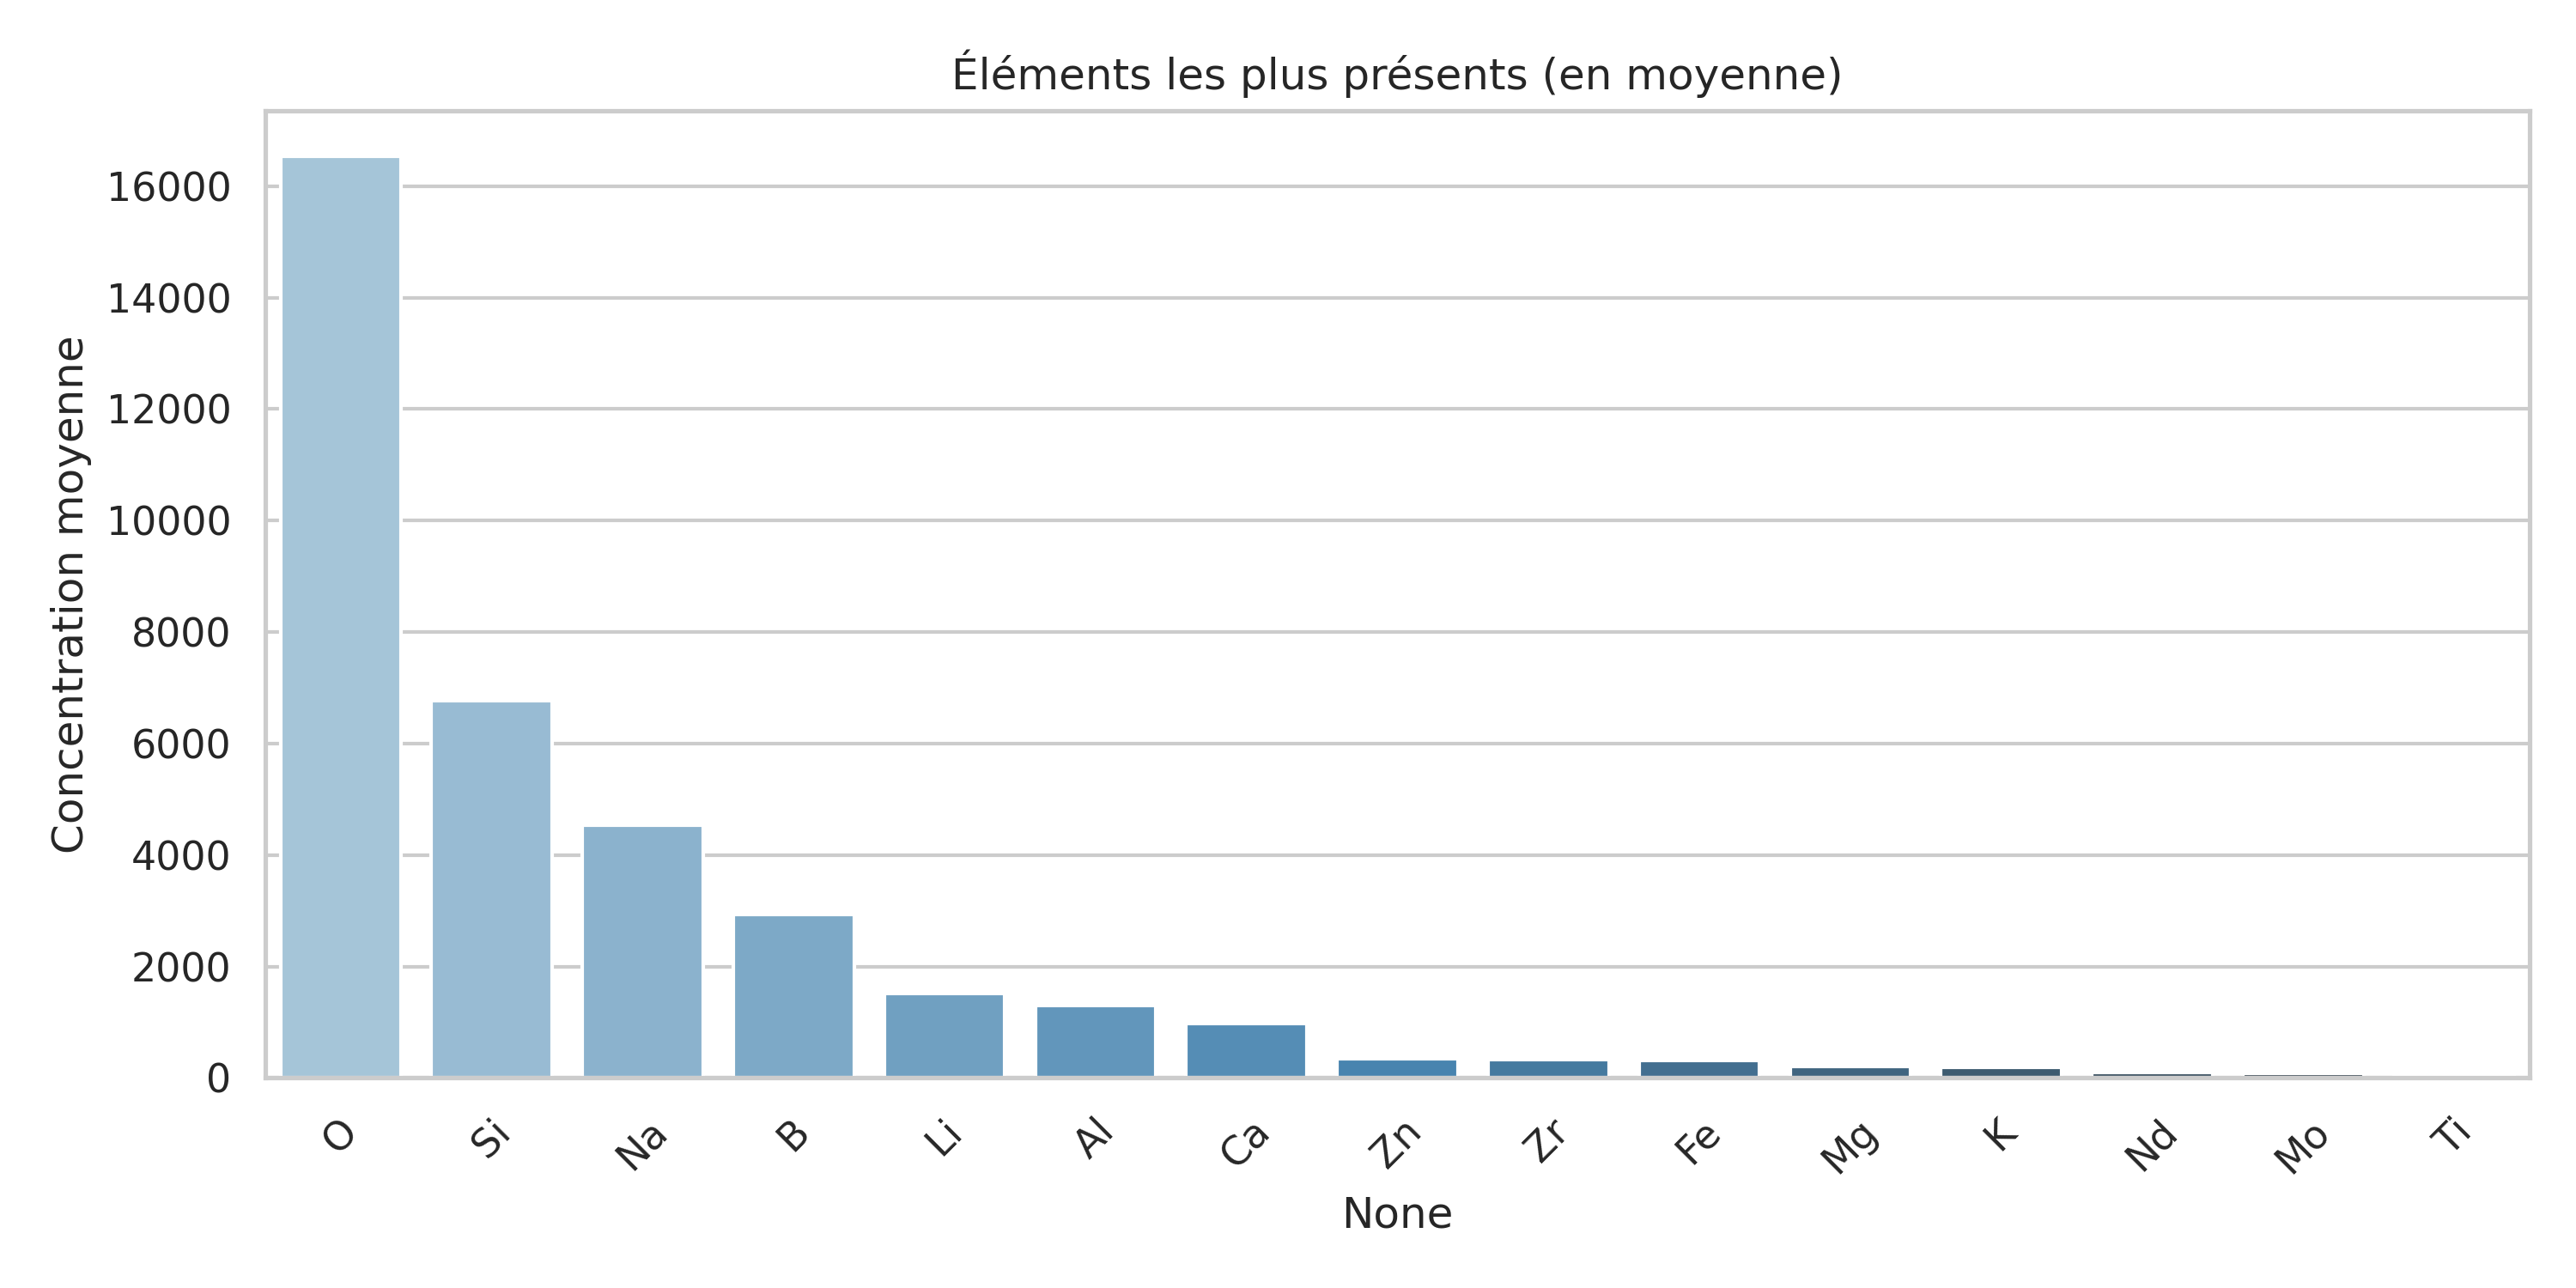 Éléments les plus présents (en moyenne)
Concentration moyenne
16000
14000
12000
10000
8000
6000
4000
2000
0
O Si Na B Li Al Ca Zn Zr Fe Mg K Nd Mo Ti
None